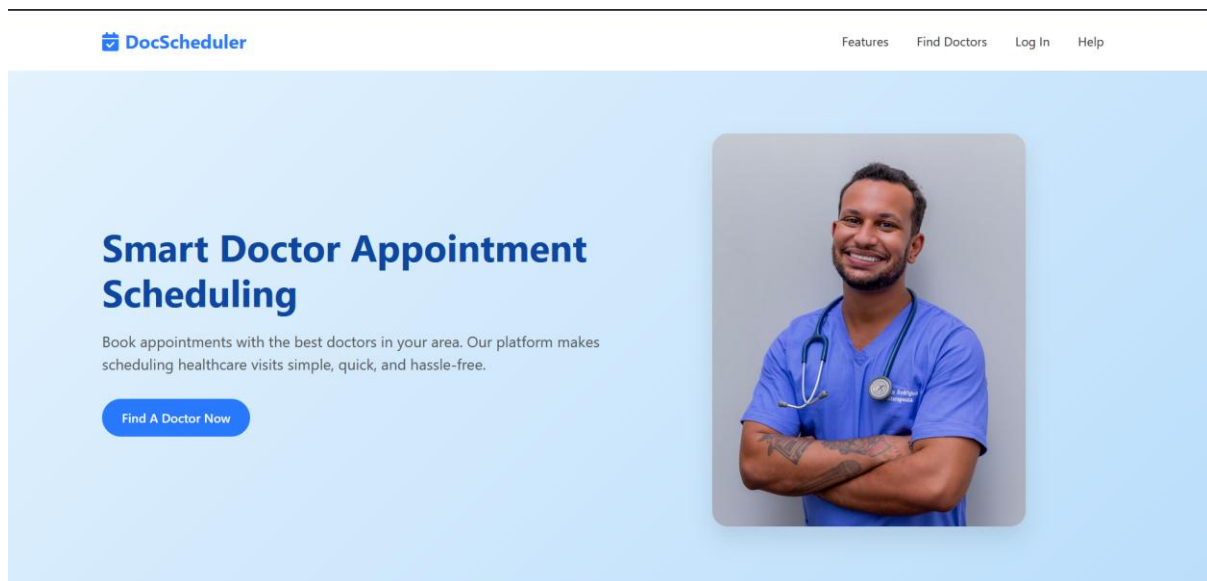 DocScheduler
Features Find Doctors Log In Help
Smart Doctor Appointment
Scheduling
Book appointments with the best doctors in your area. Our platform makes
scheduling healthcare visits simple, quick, and hassle-free.
Find A Doctor Now